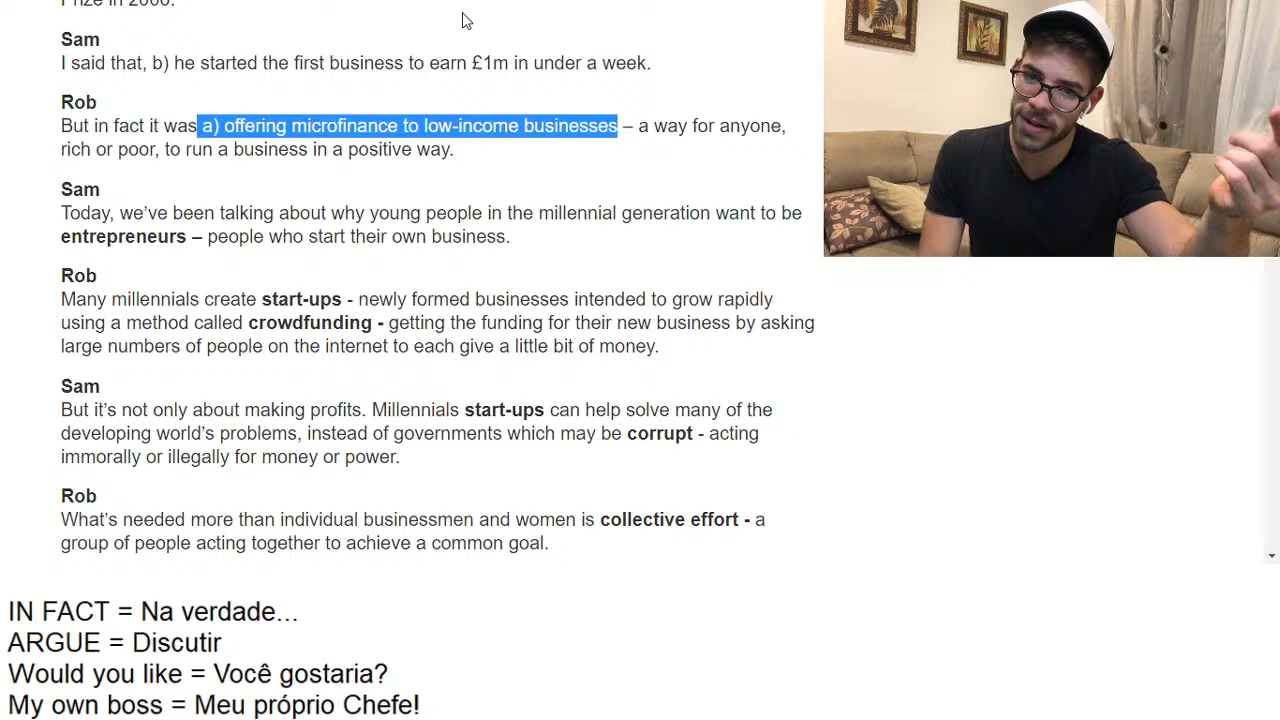 Sam
I said that, b) he started the first business to earn £1m in under a week.
Rob
But in fact it was a) offering microfinance to low-income businesses – a way for anyone,
rich or poor, to run a business in a positive way.
Sam
Today, we’ve been talking about why young people in the millennial generation want to be
entrepreneurs – people who start their own business.
Rob
Many millennials create start-ups - newly formed businesses intended to grow rapidly
using a method called crowdfunding - getting the funding for their new business by asking
large numbers of people on the internet to each give a little bit of money.
Sam
But it’s not only about making profits. Millennials start-ups can help solve many of the
developing world’s problems, instead of governments which may be corrupt - acting
immorally or illegally for money or power.
Rob
What’s needed more than individual businessmen and women is collective effort - a
group of people acting together to achieve a common goal.
IN FACT = Na verdade...
ARGUE = Discutir
Would you like = Você gostaria?
My own boss = Meu próprio Chefe!